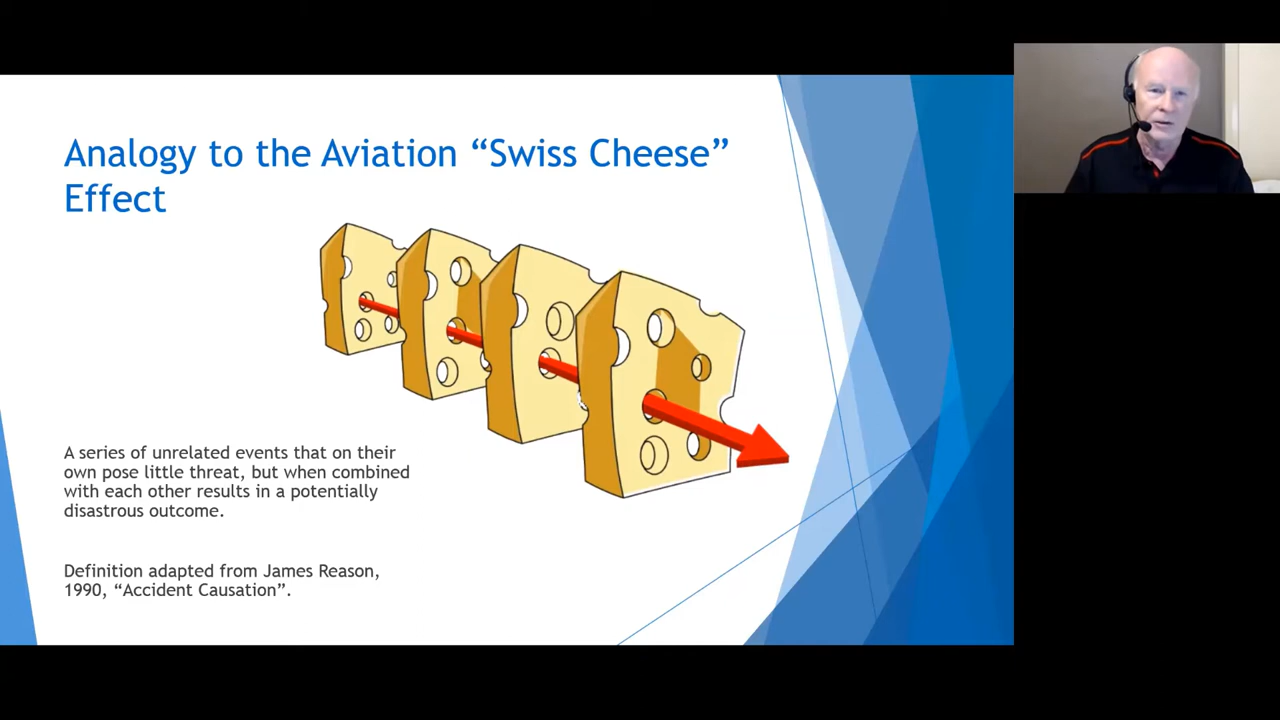 Analogy to the Aviation “Swiss Cheese”
Effect
A series of unrelated events that on their
own pose little threat, but when combined
with each other results in a potentially
disastrous outcome.
Definition adapted from James Reason,
1990, “Accident Causation”.